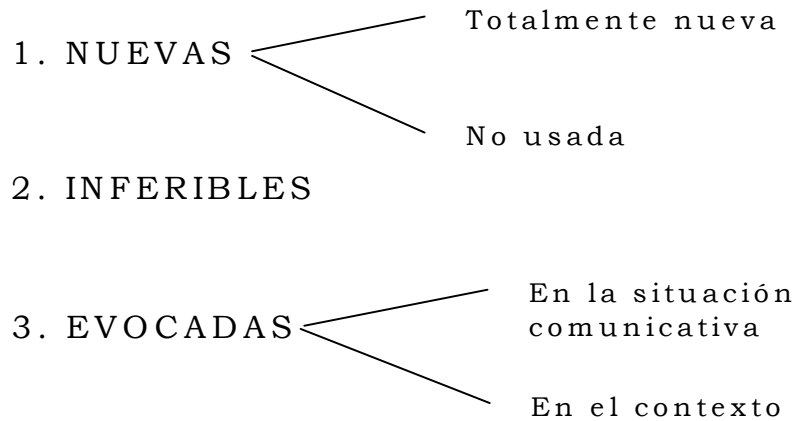 Totalmente nueva
1. NUEVAS
No usada
2. INFERIBLES
En la situación
3. EVOCADAS
comunicativa
En el contexto